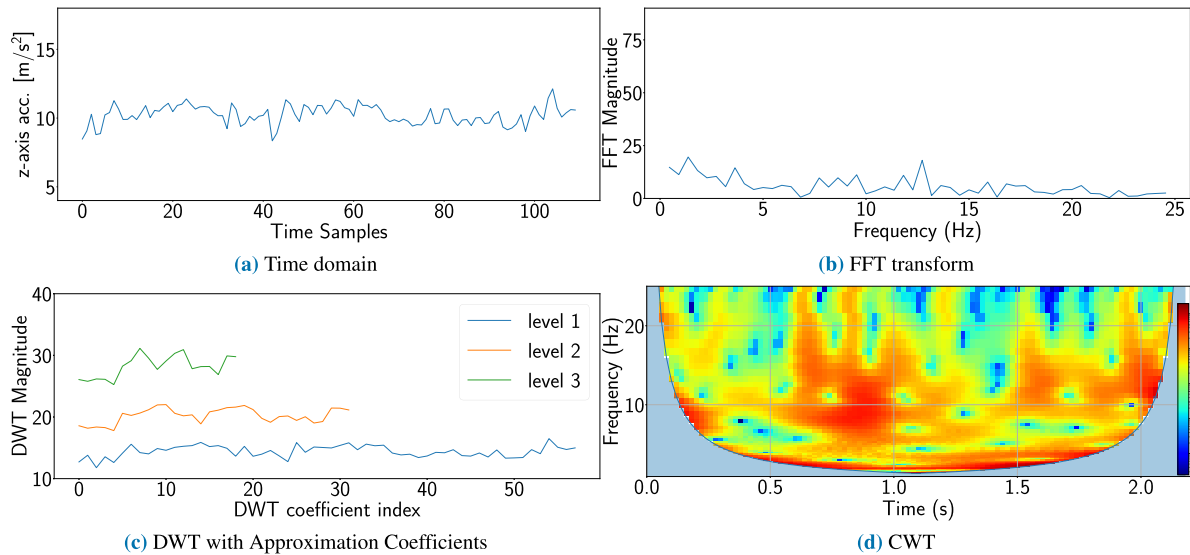 15
10
5
z-axis acc. [m/s²]
0 20 40 60 80 100
Time Samples
(a) Time domain
75
50
25
0
FFT Magnitude
0 5 10 15 20 25
Frequency (Hz)
(b) FFT transform
40
30
20
10
DWT Magnitude
level 1
level 2
level 3
0 10 20 30 40 50
DWT coefficient index
(c) DWT with Approximation Coefficients
20
10
Frequency (Hz)
0.0 0.5 1.0 1.5 2.0
Time (s)
(d) CWT